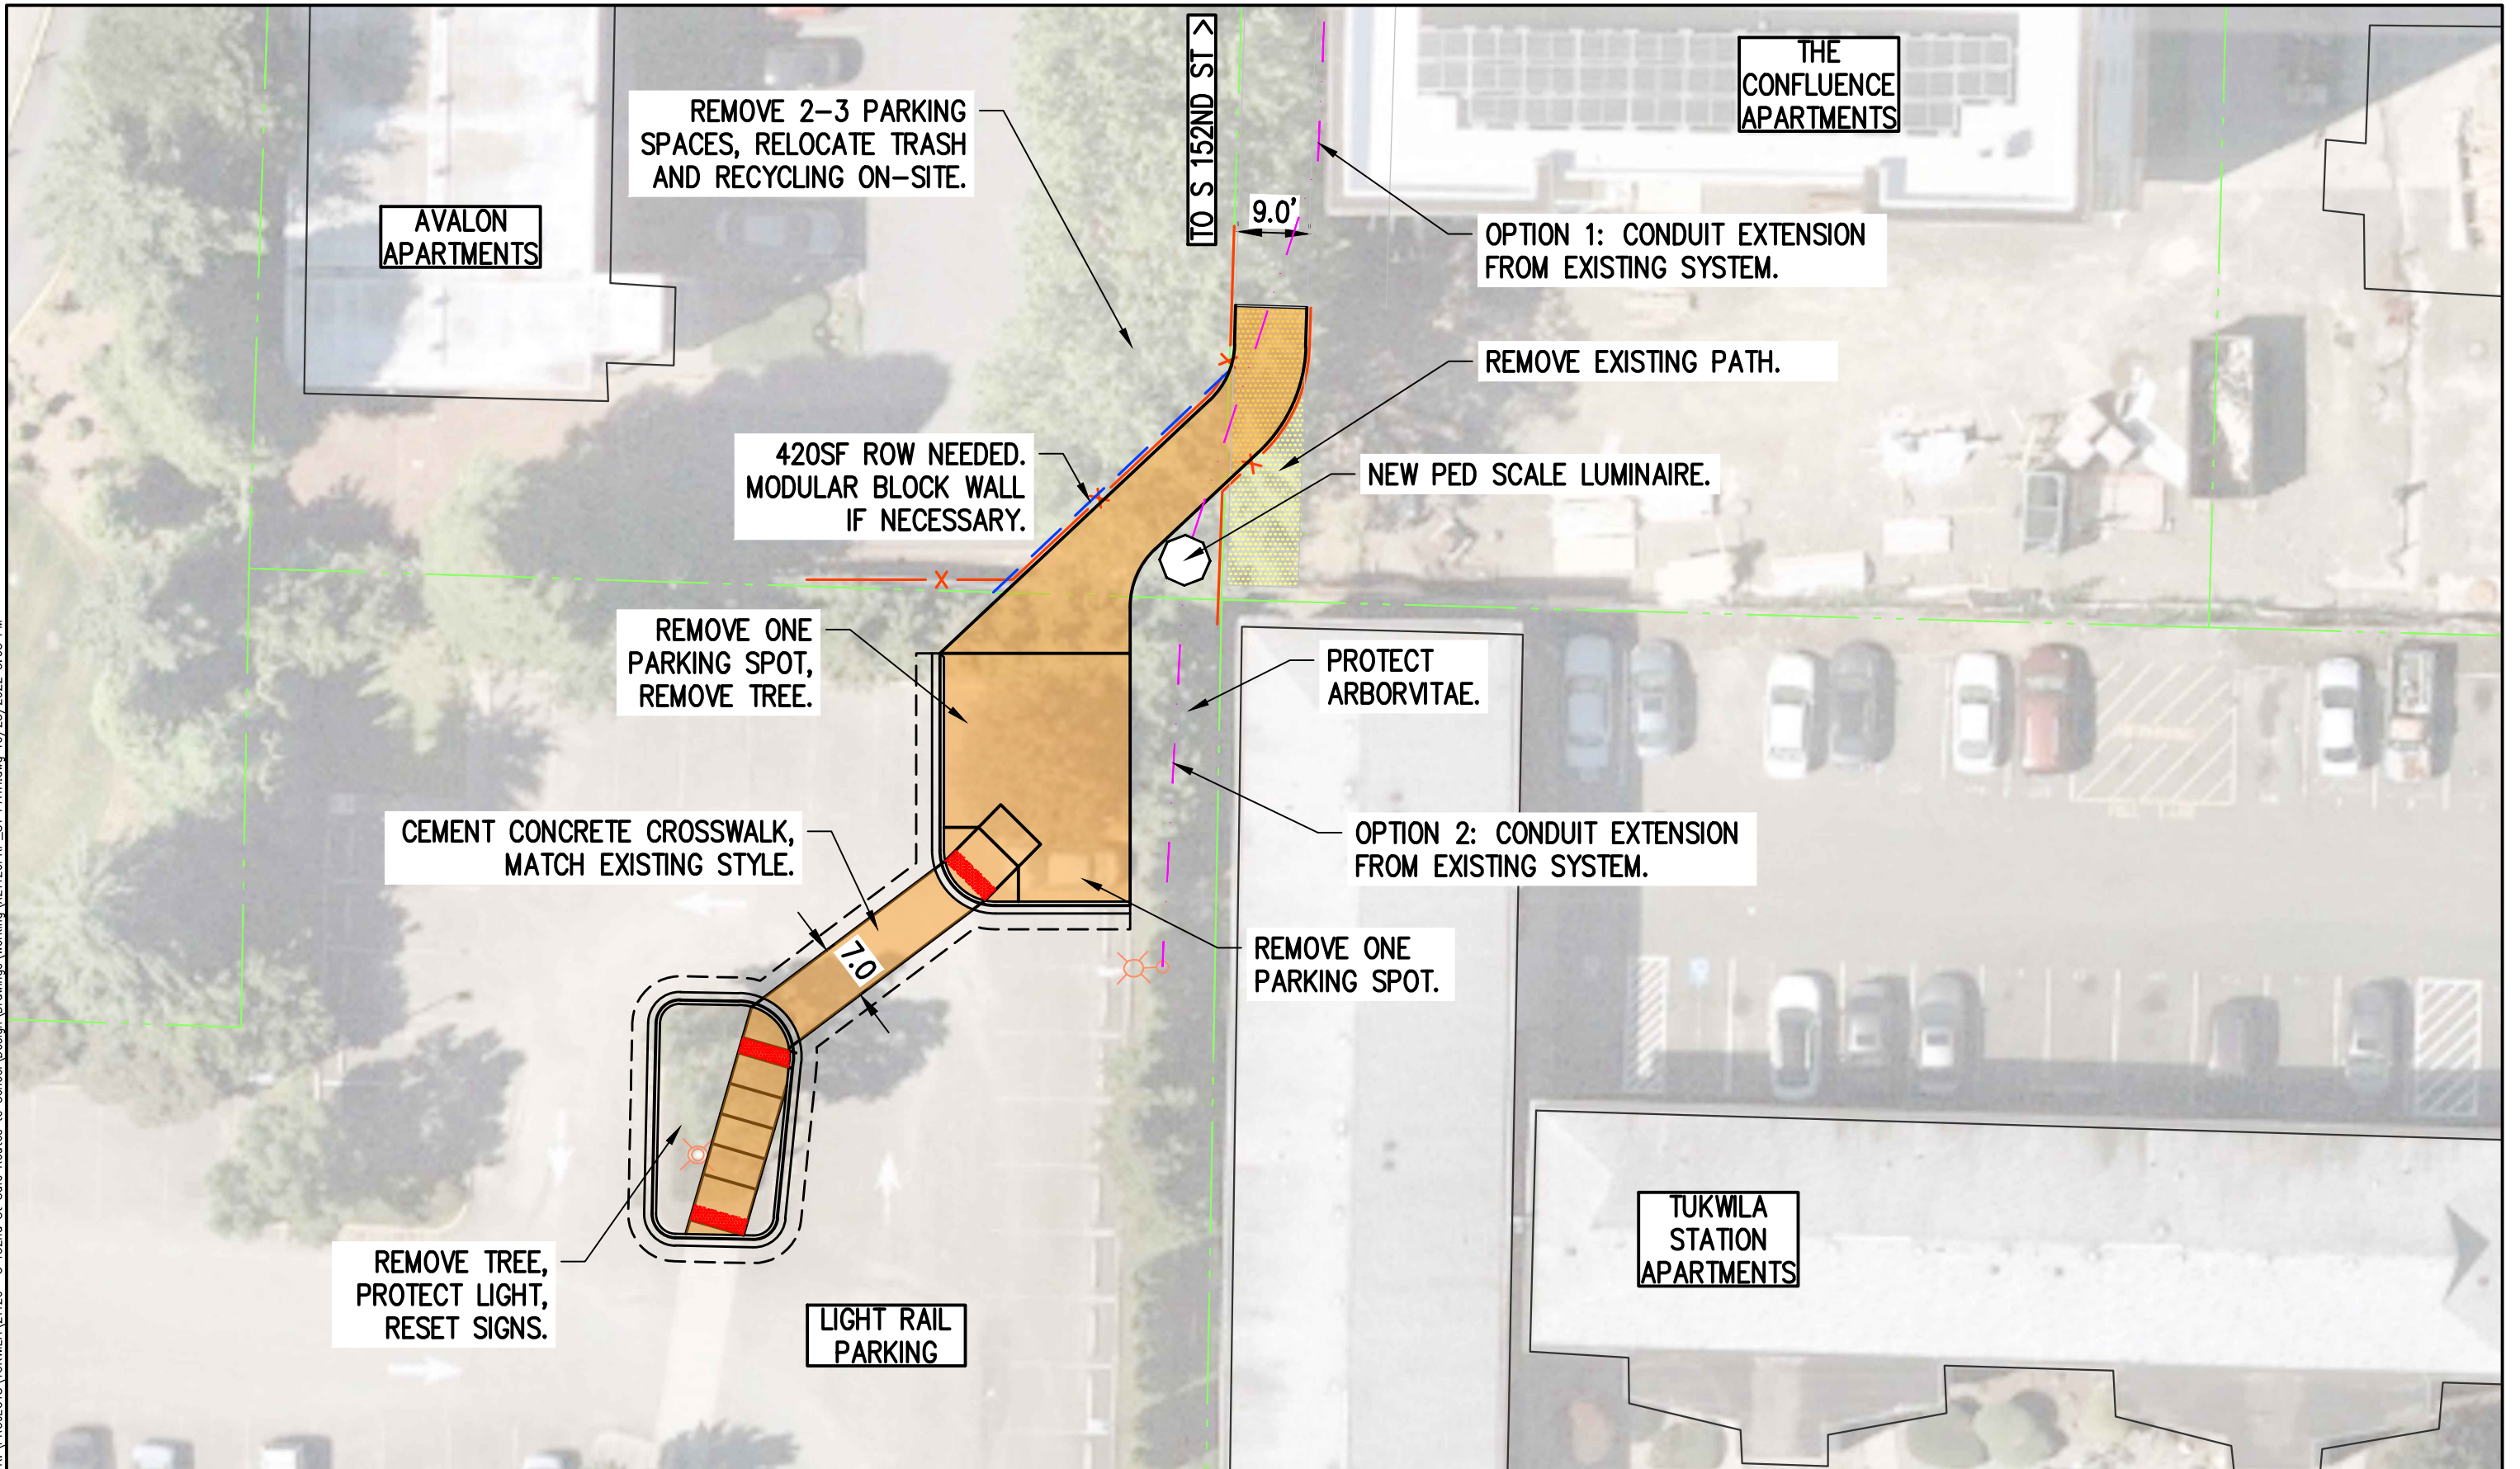 TO S 152ND ST >
THE
CONFLUENCE
APARTMENTS
REMOVE 2-3 PARKING
SPACES, RELOCATE TRASH
AND RECYCLING ON-SITE.
AVALON
APARTMENTS
9.0'
OPTION 1: CONDUIT EXTENSION
FROM EXISTING SYSTEM.
REMOVE EXISTING PATH.
420SF ROW NEEDED.
MODULAR BLOCK WALL
IF NECESSARY.
NEW PED SCALE LUMINAIRE.
REMOVE ONE
PARKING SPOT,
REMOVE TREE.
PROTECT
ARBORVITAE.
CEMENT CONCRETE CROSSWALK,
MATCH EXISTING STYLE.
OPTION 2: CONDUIT EXTENSION
FROM EXISTING SYSTEM.
7.0
REMOVE ONE
PARKING SPOT.
REMOVE TREE,
PROTECT LIGHT,
RESET SIGNS.
LIGHT RAIL
PARKING
TUKWILA
STATION
APARTMENTS
X
X
X
X